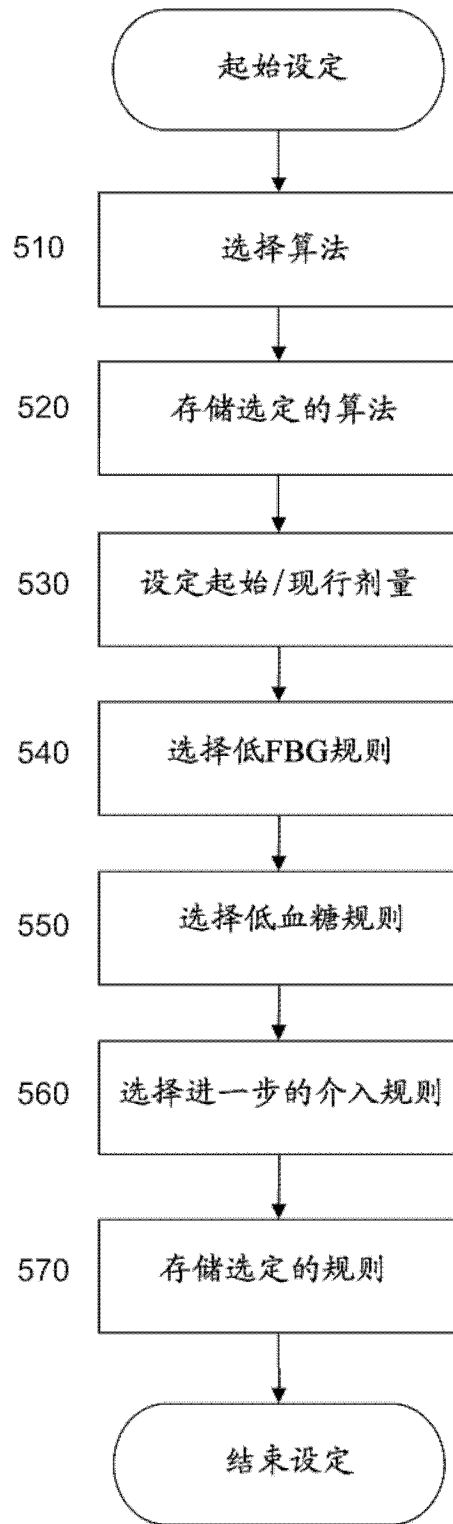 起始设定
510
选择算法
520
存储选定的算法
530
设定起始/现行剂量
540
选择低FBG规则
550
选择低血糖规则
560
选择进一步的介入规则
570
存储选定的规则
结束设定